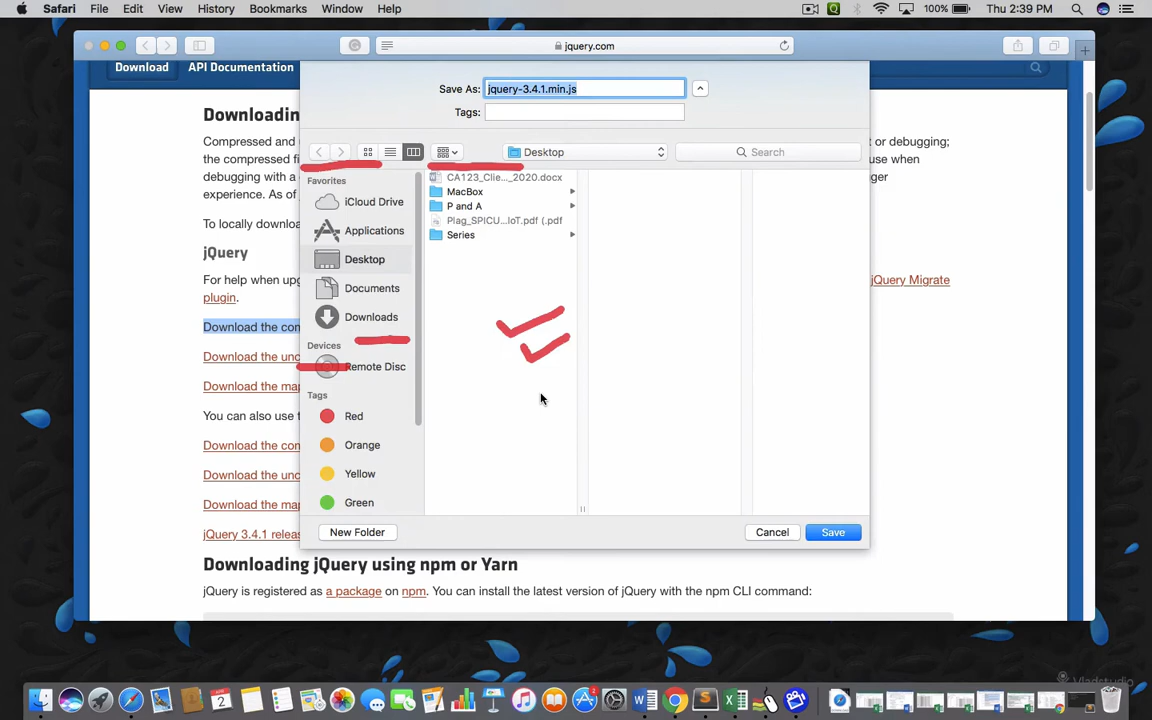 Safari File Edit View History Bookmarks Window Help
100% Thu 2:39 PM
jquery.com
Download API Documentation
Save As: jquery-3.4.1.min.js
Tags:
Desktop
Search
Downloading
Compressed and u
t or debugging;
the compressed fi
use when
debugging with a
ger
experience. As of j
To locally downloa
jQuery
For help when upg
jQuery Migrate
plugin.
Download the con
Download the unc
Download the ma
You can also use t
Download the con
Download the unc
Download the ma
jQuery 3.4.1 releas
Favorites
iCloud Drive
Applications
Desktop
Documents
Downloads
Devices
Remote Disc
Tags
Red
Orange
Yellow
Green
CA123_Clie..._2020.docx
MacBox
P and A
Plag_SPICU...IoT.pdf (.pdf
Series
New Folder
Cancel
Save
Downloading jQuery using npm or Yarn
jQuery is registered as a package on npm. You can install the latest version of jQuery with the npm CLI command:
Vladstudio